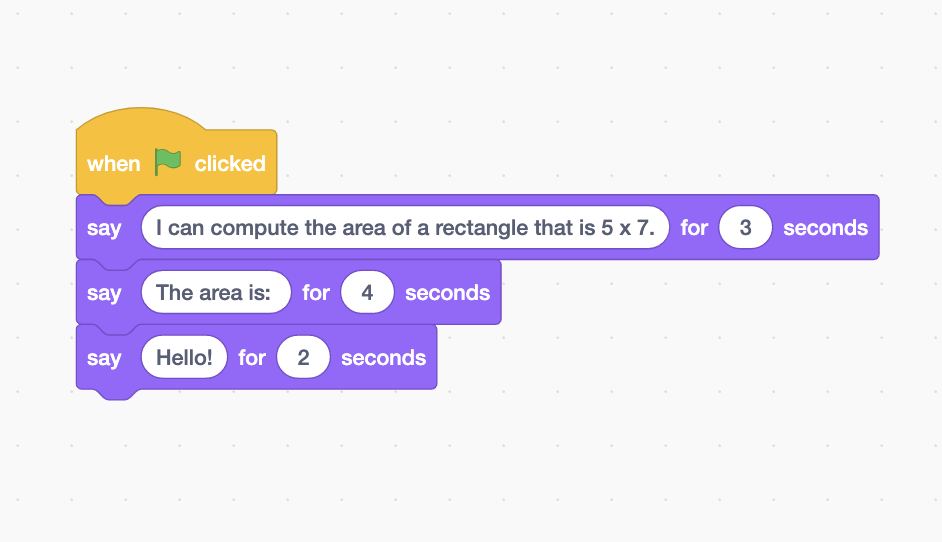 when clicked
say I can compute the area of a rectangle that is 5 x 7. for 3 seconds
say The area is: for 4 seconds
say Hello! for 2 seconds